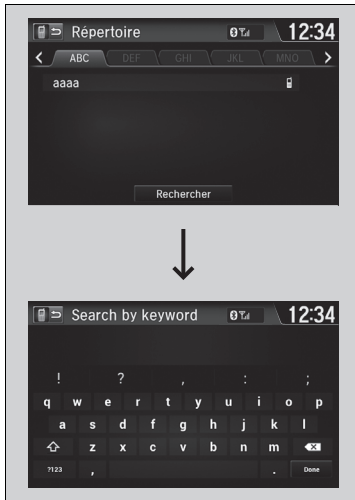 Répertoire 12:34
ABC DEF GHI JKL MNO
aaaa
Rechercher
Search by keyword 12:34
! ? , : ;
q w e r t y u i o p
a s d f g h j k l
z x c v b n m
?123 , . Done